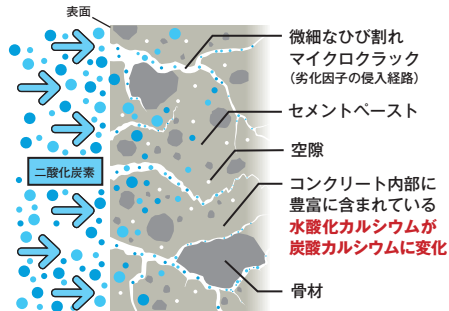 表面
微細なひび割れ
マイクロクラック
(劣化因子の侵入経路)
セメントペースト
空隙
二酸化炭素
コンクリート内部に
豊富に含まれている
水酸化カルシウムが
炭酸カルシウムに変化
骨材